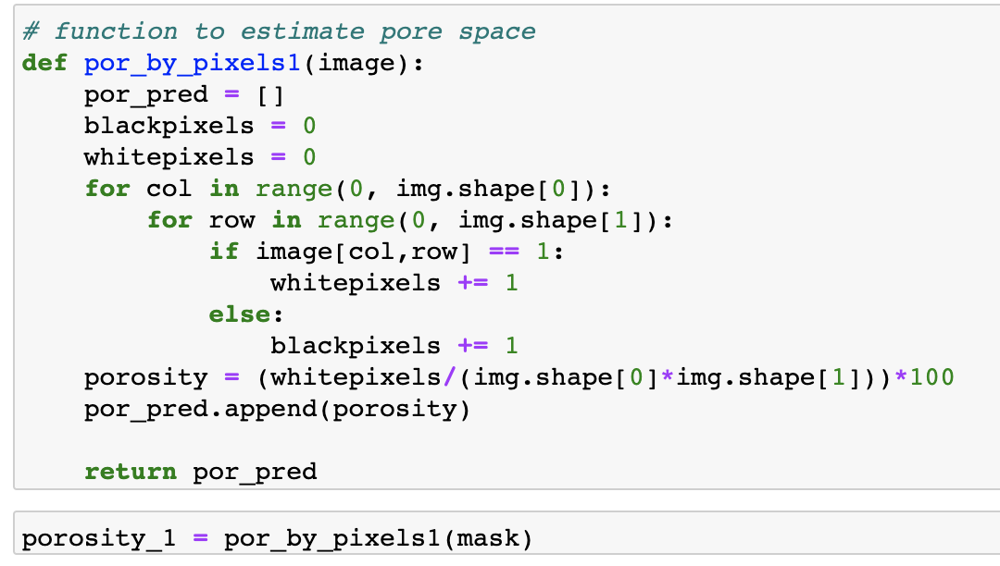 # function to estimate pore space
def por_by_pixels1(image):
    por_pred = []
    blackpixels = 0
    whitepixels = 0
    for col in range(0, img.shape[0]):
        for row in range(0, img.shape[1]):
            if image[col,row] == 1:
                whitepixels += 1
            else:
                blackpixels += 1
    porosity = (whitepixels/(img.shape[0]*img.shape[1]))*100
    por_pred.append(porosity)
    return por_pred
porosity_1 = por_by_pixels1(mask)